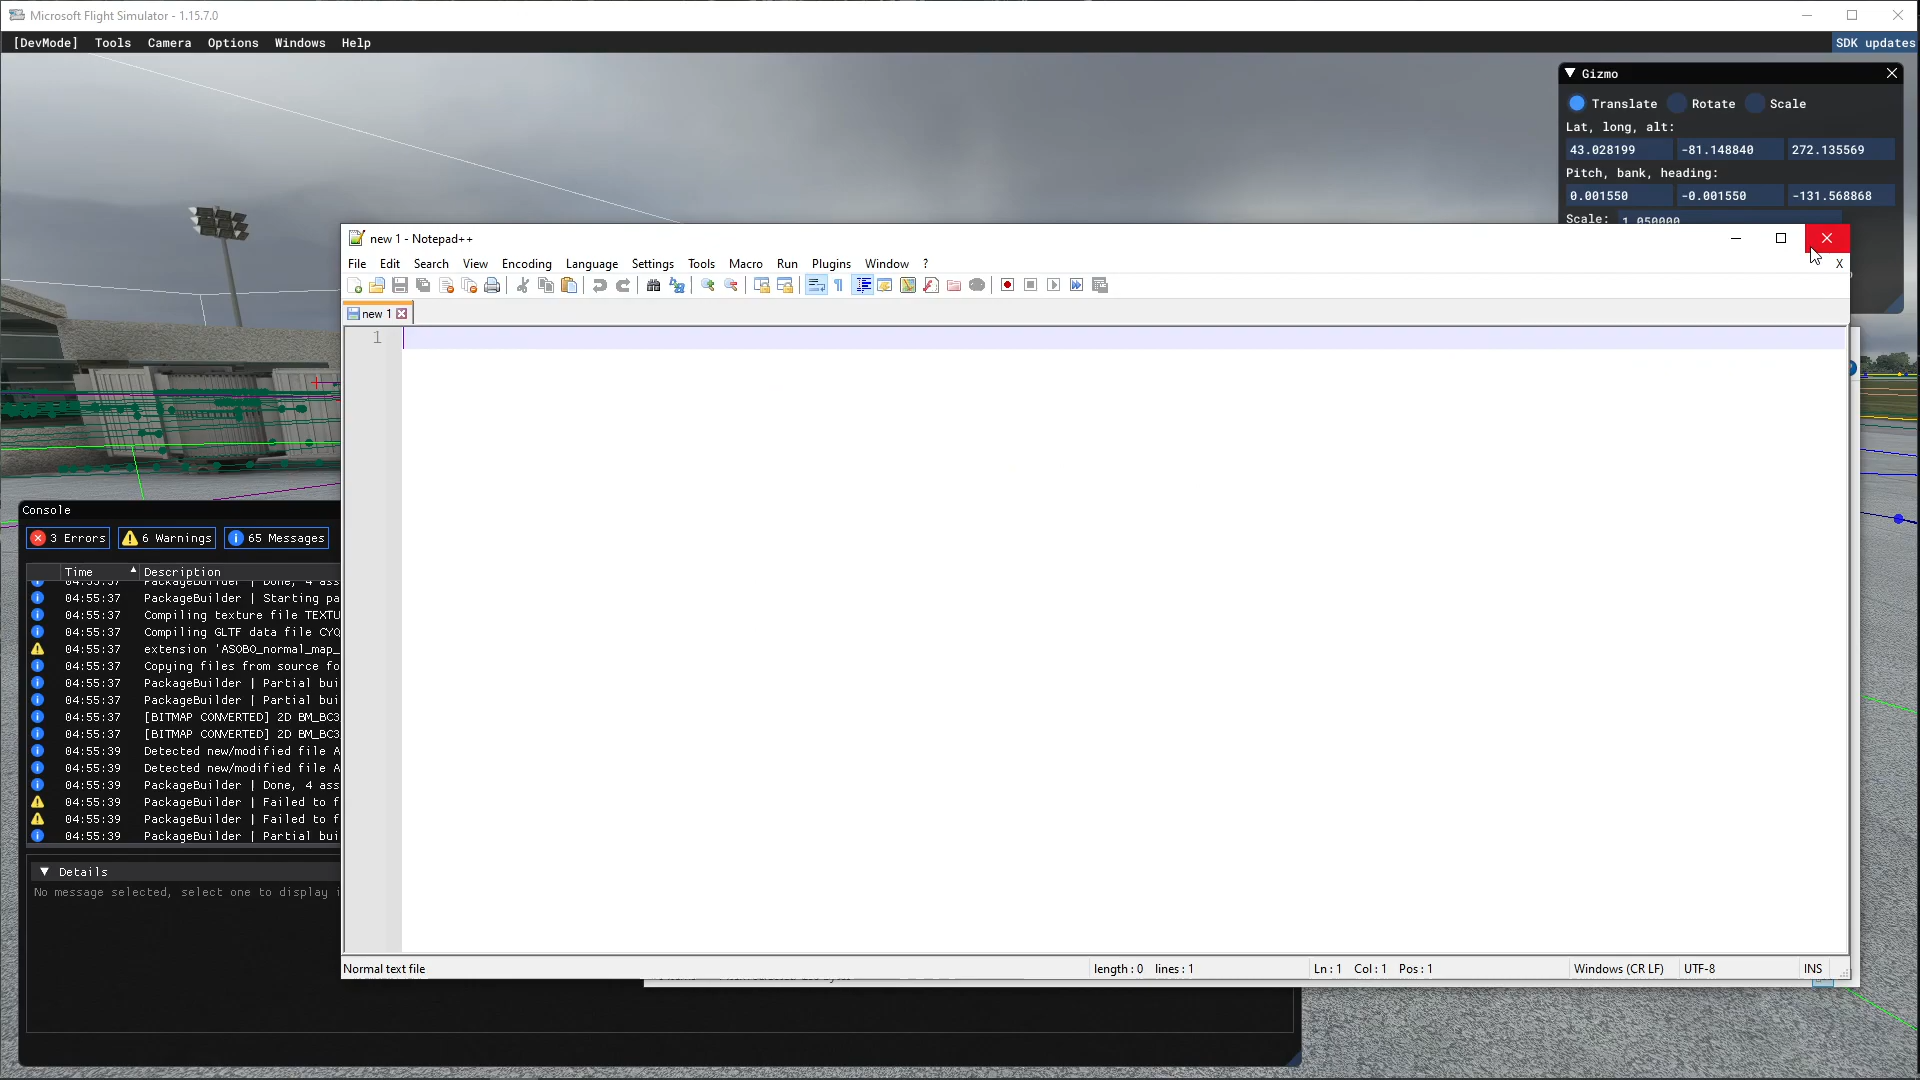 Microsoft Flight Simulator - 1.15.7.0
[DevMode] Tools Camera Options Windows Help
SDK updates
Gizmo
Translate Rotate Scale
Lat, long, alt:
43.028199 -81.148840 272.135569
Pitch, bank, heading:
0.001550 -0.001550 -131.568868
Scale: 1.050000
new 1 - Notepad++
File Edit Search View Encoding Language Settings Tools Macro Run Plugins Window ?
X
new 1
1
Console
3 Errors 6 Warnings 65 Messages
Time Description
04:55:37 PackageBuilder | Done, 4 ass
04:55:37 PackageBuilder | Starting pa
04:55:37 Compiling texture file TEXTU
04:55:37 Compiling GLTF data file CYQ
04:55:37 extension 'ASOBO_normal_map_
04:55:37 Copying files from source fo
04:55:37 PackageBuilder | Partial bui
04:55:37 PackageBuilder | Partial bui
04:55:37 [BITMAP CONVERTED] 2D BM_BC3
04:55:37 [BITMAP CONVERTED] 2D BM_BC3
04:55:39 Detected new/modified file A
04:55:39 Detected new/modified file A
04:55:39 PackageBuilder | Done, 4 ass
04:55:39 PackageBuilder | Failed to f
04:55:39 PackageBuilder | Failed to f
04:55:39 PackageBuilder | Partial bui
Details
No message selected, select one to display i
Normal text file length : 0 lines : 1 Ln : 1 Col : 1 Pos : 1 Windows (CR LF) UTF-8 INS